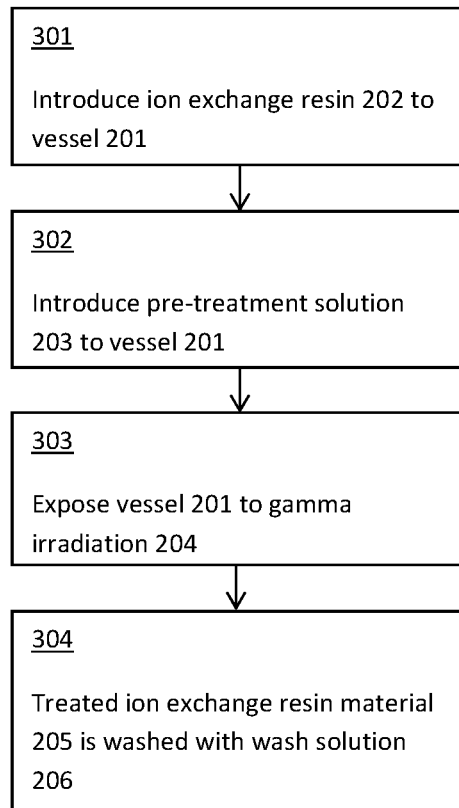 301
Introduce ion exchange resin 202 to
vessel 201
302
Introduce pre-treatment solution
203 to vessel 201
303
Expose vessel 201 to gamma
irradiation 204
304
Treated ion exchange resin material
205 is washed with wash solution
206